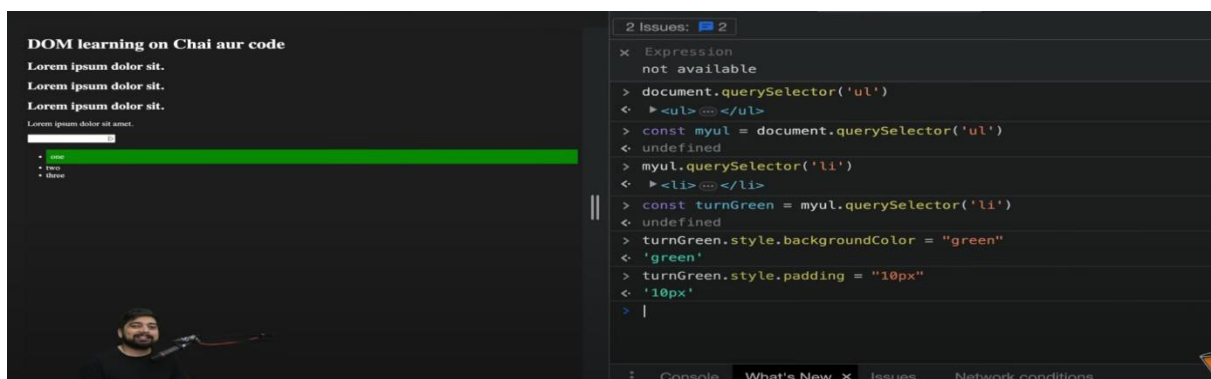 DOM learning on Chai aur code
Lorem ipsum dolor sit.
Lorem ipsum dolor sit.
Lorem ipsum dolor sit.
Lorem ipsum dolor sit amet.
• one
• two
• three
2 Issues: 2
× Expression
not available
> document.querySelector('ul')
<· ▶<ul>…</ul>
> const myul = document.querySelector('ul')
<· undefined
> myul.querySelector('li')
<· ▶<li>…</li>
> const turnGreen = myul.querySelector('li')
<· undefined
> turnGreen.style.backgroundColor = "green"
<· 'green'
> turnGreen.style.padding = "10px"
<· '10px'
>
Console What's New × Issues Network conditions